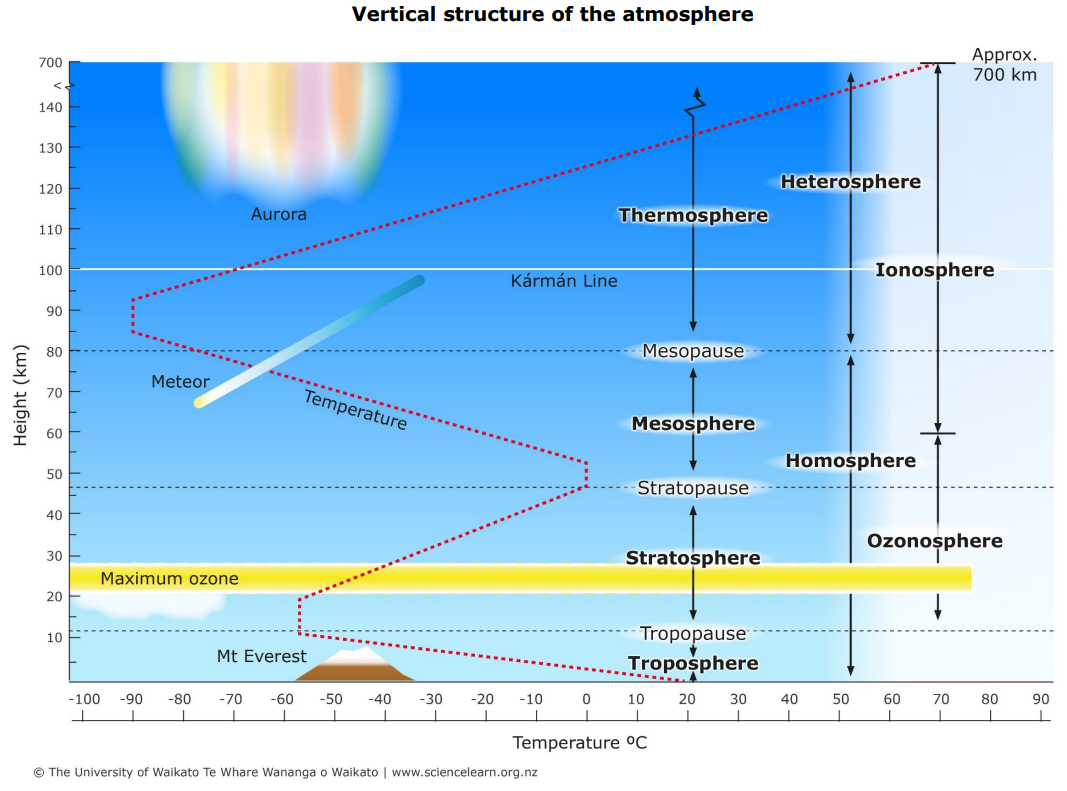 Vertical structure of the atmosphere
Approx.
700 km
700
140
130
120
110
100
90
80
70
60
50
40
30
20
10
Height (km)
Aurora
Heterosphere
Thermosphere
Ionosphere
Kármán Line
Mesopause
Meteor
Temperature
Mesosphere
Homosphere
Stratopause
Ozonosphere
Stratosphere
Maximum ozone
Tropopause
Mt Everest
Troposphere
-100 -90 -80 -70 -60 -50 -40 -30 -20 -10 0 10 20 30 40 50 60 70 80 90
Temperature ºC
© The University of Waikato Te Whare Wananga o Waikato | www.sciencelearn.org.nz